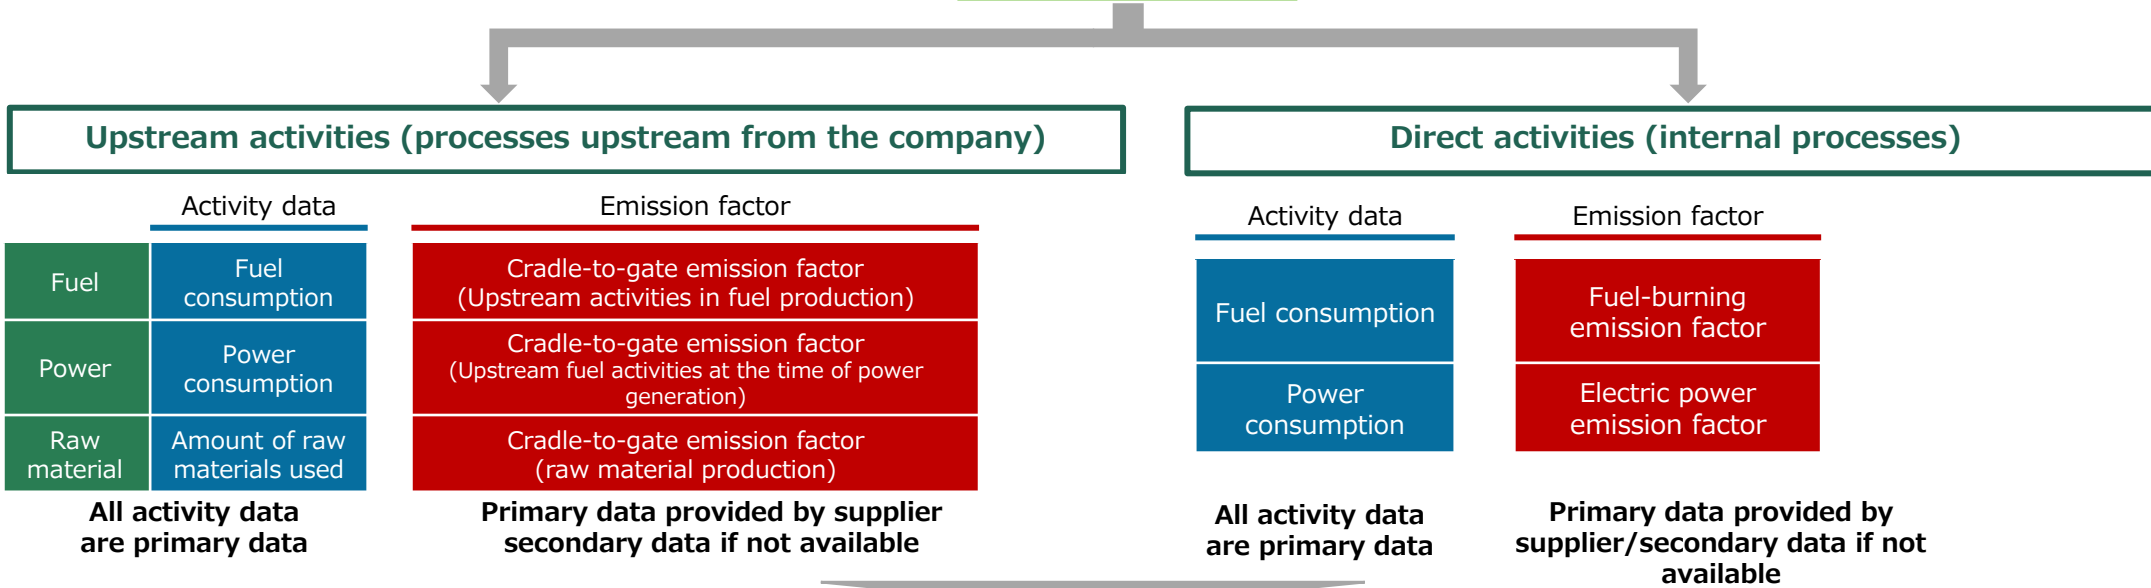 Upstream activities (processes upstream from the company)
Activity data
Emission factor
Fuel
Fuel
consumption
Cradle-to-gate emission factor
(Upstream activities in fuel production)
Power
Power
consumption
Cradle-to-gate emission factor
(Upstream fuel activities at the time of power
generation)
Raw
material
Amount of raw
materials used
Cradle-to-gate emission factor
(raw material production)
All activity data
are primary data
Primary data provided by supplier
secondary data if not available
Direct activities (internal processes)
Activity data
Emission factor
Fuel consumption
Fuel-burning
emission factor
Power
consumption
Electric power
emission factor
All activity data
are primary data
Primary data provided by
supplier/secondary data if not
available